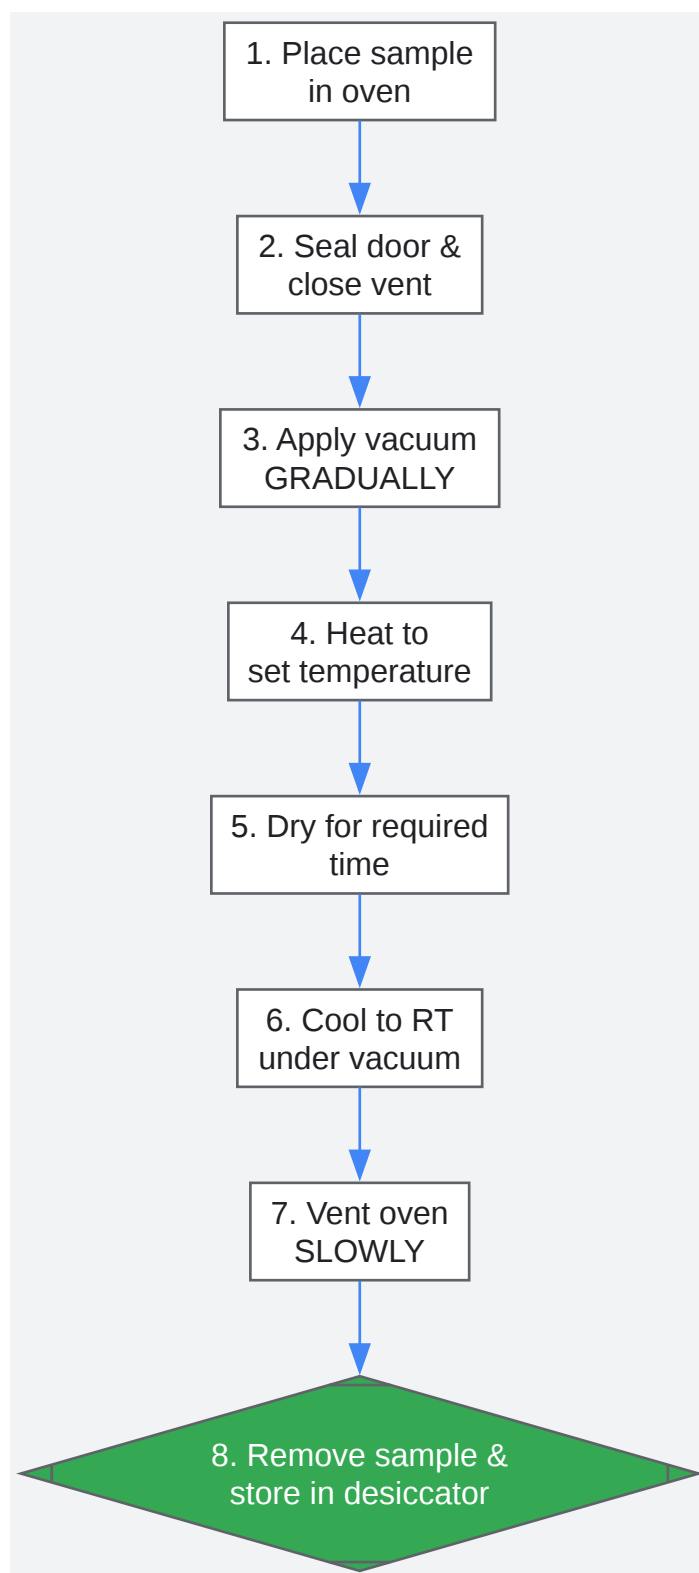 1. Place sample
in oven
2. Seal door &
close vent
3. Apply vacuum
GRADUALLY
4. Heat to
set temperature
5. Dry for required
time
6. Cool to RT
under vacuum
7. Vent oven
SLOWLY
8. Remove sample &
store in desiccator